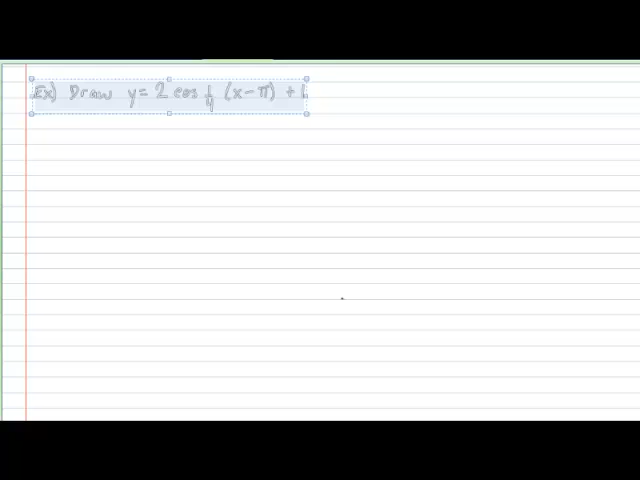 Ex) Draw y = 2 cos 1/4 (x - π) + 1